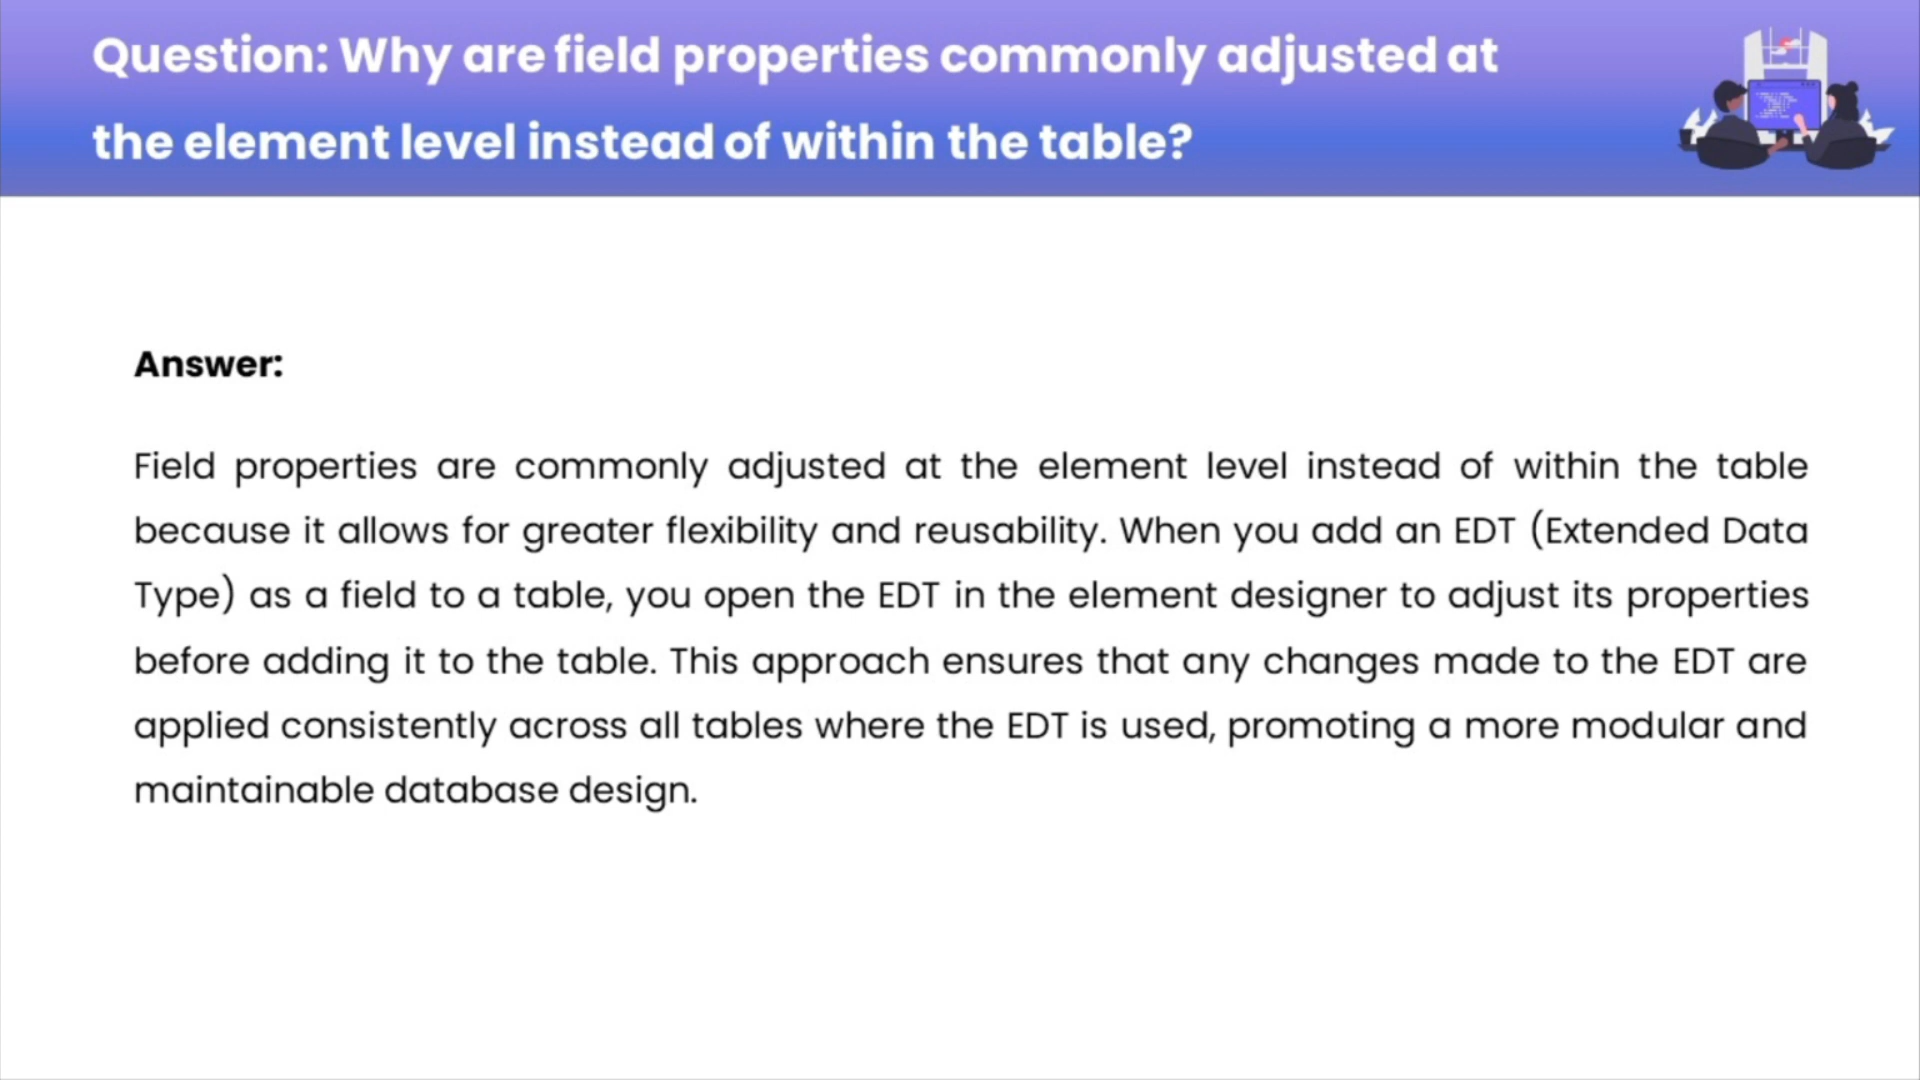 Question: Why are field properties commonly adjusted at
the element level instead of within the table?
Answer:
Field properties are commonly adjusted at the element level instead of within the table
because it allows for greater flexibility and reusability. When you add an EDT (Extended Data
Type) as a field to a table, you open the EDT in the element designer to adjust its properties
before adding it to the table. This approach ensures that any changes made to the EDT are
applied consistently across all tables where the EDT is used, promoting a more modular and
maintainable database design.